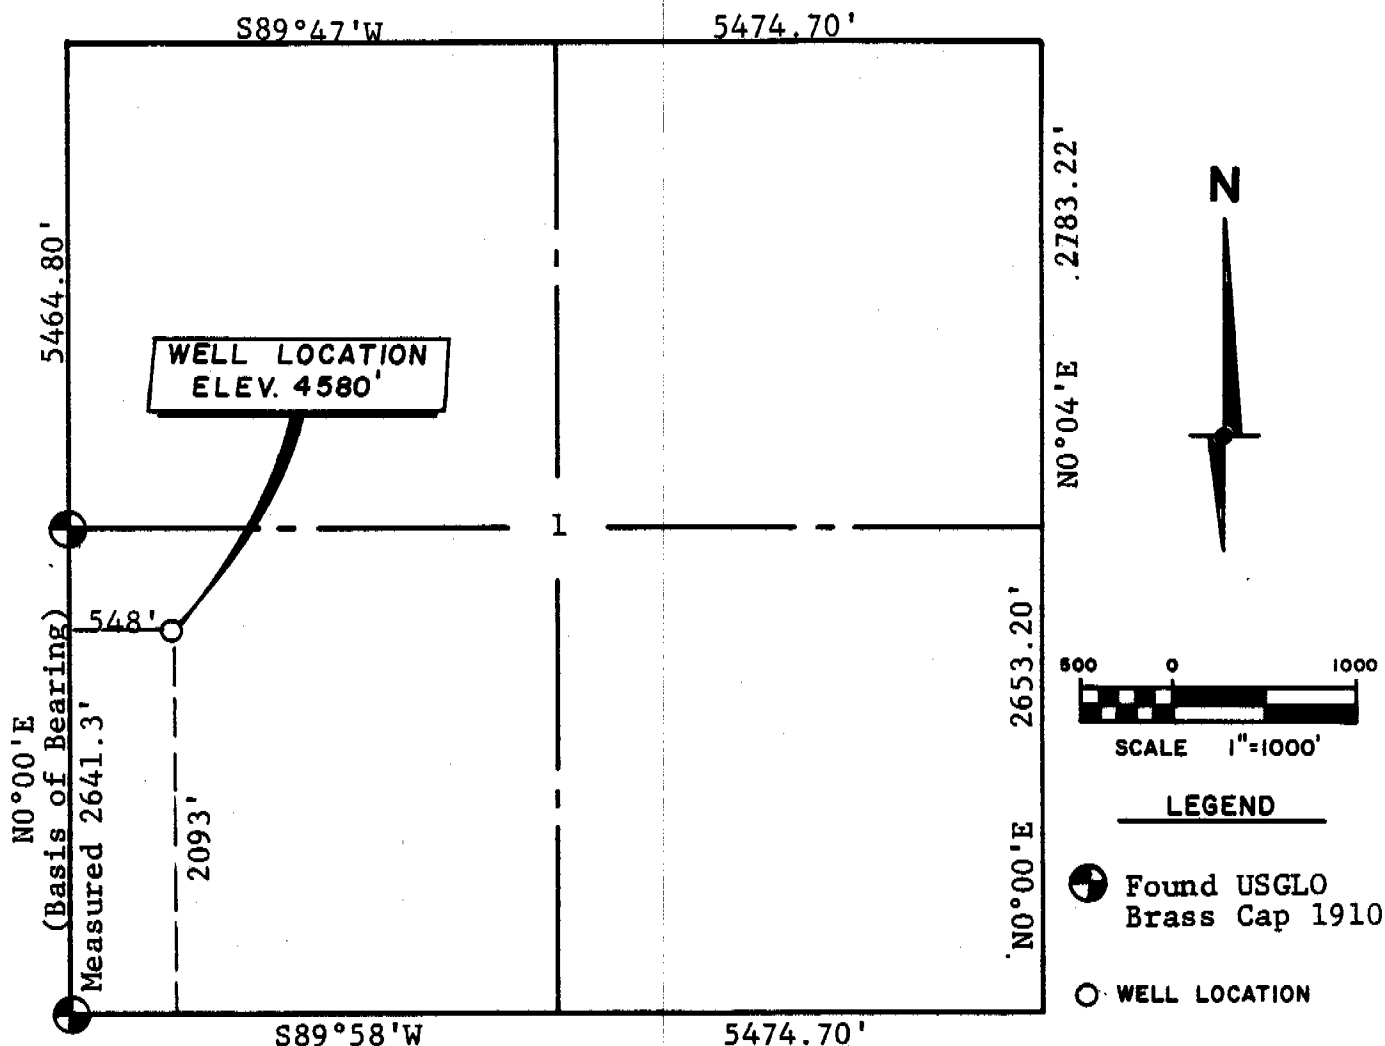 S89°47'W 5474.70'
5464.80'
2783.22'
N0°04'E
N
WELL LOCATION
ELEV. 4580'
1
548'
N0°00'E
(Basis of Bearing)
Measured 2641.3'
2093'
2653.20'
N0°00'E
500 0 1000
SCALE 1"=1000'
LEGEND
Found USGLO
Brass Cap 1910
WELL LOCATION
S89°58'W 5474.70'